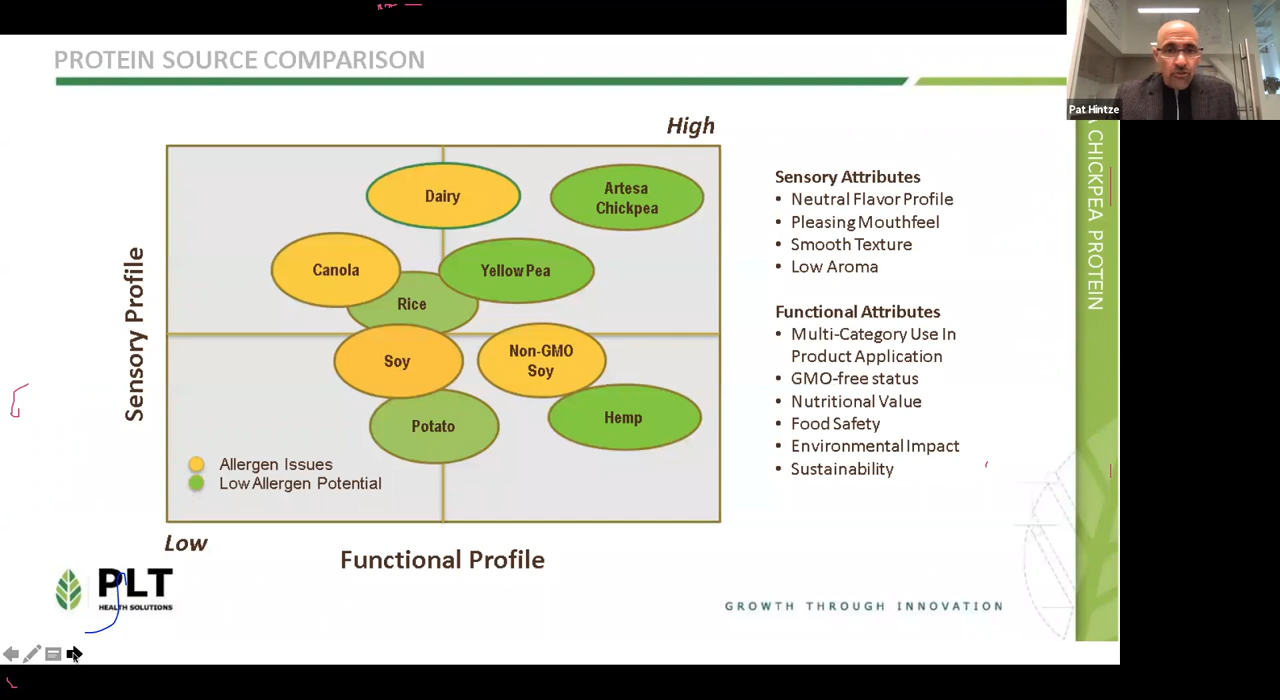 PROTEIN SOURCE COMPARISON
Pat Hintze
High
Dairy
Artesa
Chickpea
Canola
Yellow Pea
Rice
Soy
Non-GMO
Soy
Potato
Hemp
Allergen Issues
Low Allergen Potential
Sensory Profile
Low
Functional Profile
Sensory Attributes
• Neutral Flavor Profile
• Pleasing Mouthfeel
• Smooth Texture
• Low Aroma
Functional Attributes
• Multi-Category Use In
Product Application
• GMO-free status
• Nutritional Value
• Food Safety
• Environmental Impact
• Sustainability
CHICKPEA PROTEIN
PLT
HEALTH SOLUTIONS
GROWTH THROUGH INNOVATION